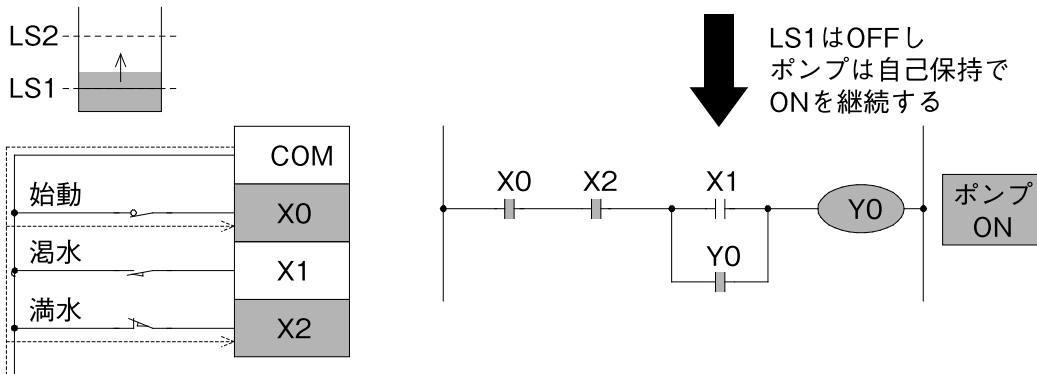 LS2
LS1
LS1はOFFし
ポンプは自己保持で
ONを継続する
COM
始動
X0
渇水
X1
満水
X2
X0
X2
X1
Y0
Y0
ポンプ
ON